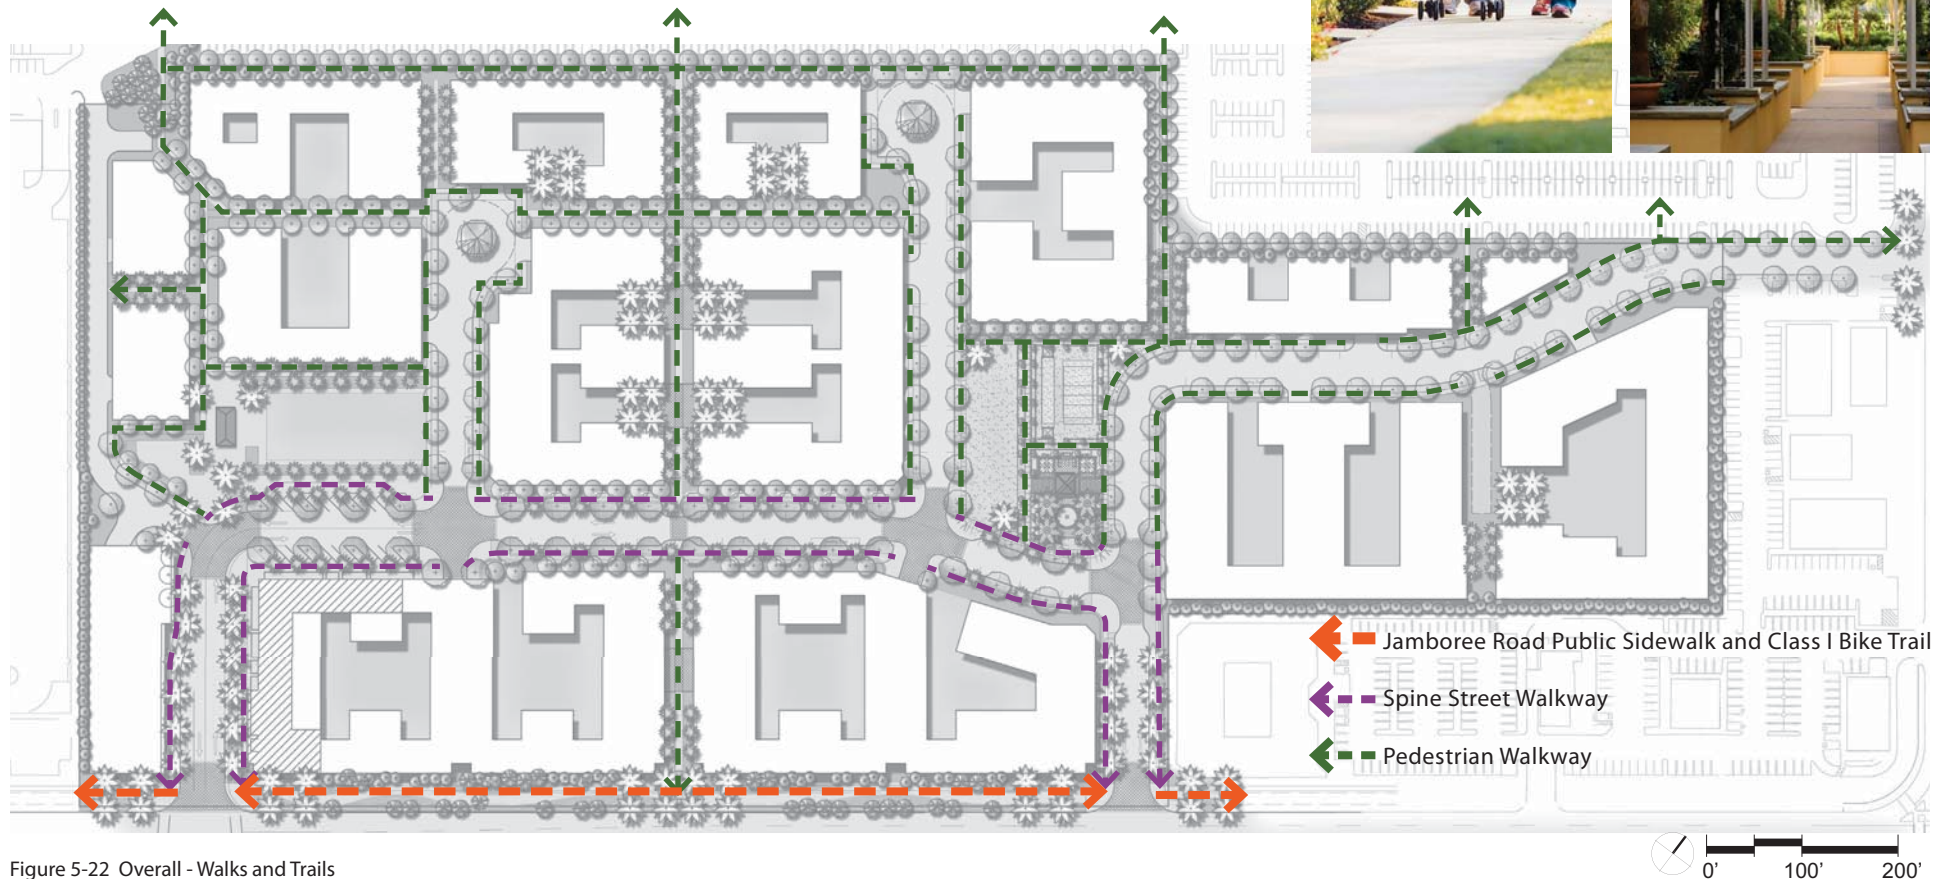 Jamboree Road Public Sidewalk and Class I Bike Trail
Spine Street Walkway
Pedestrian Walkway
Figure 5-22 Overall - Walks and Trails
0' 100' 200'